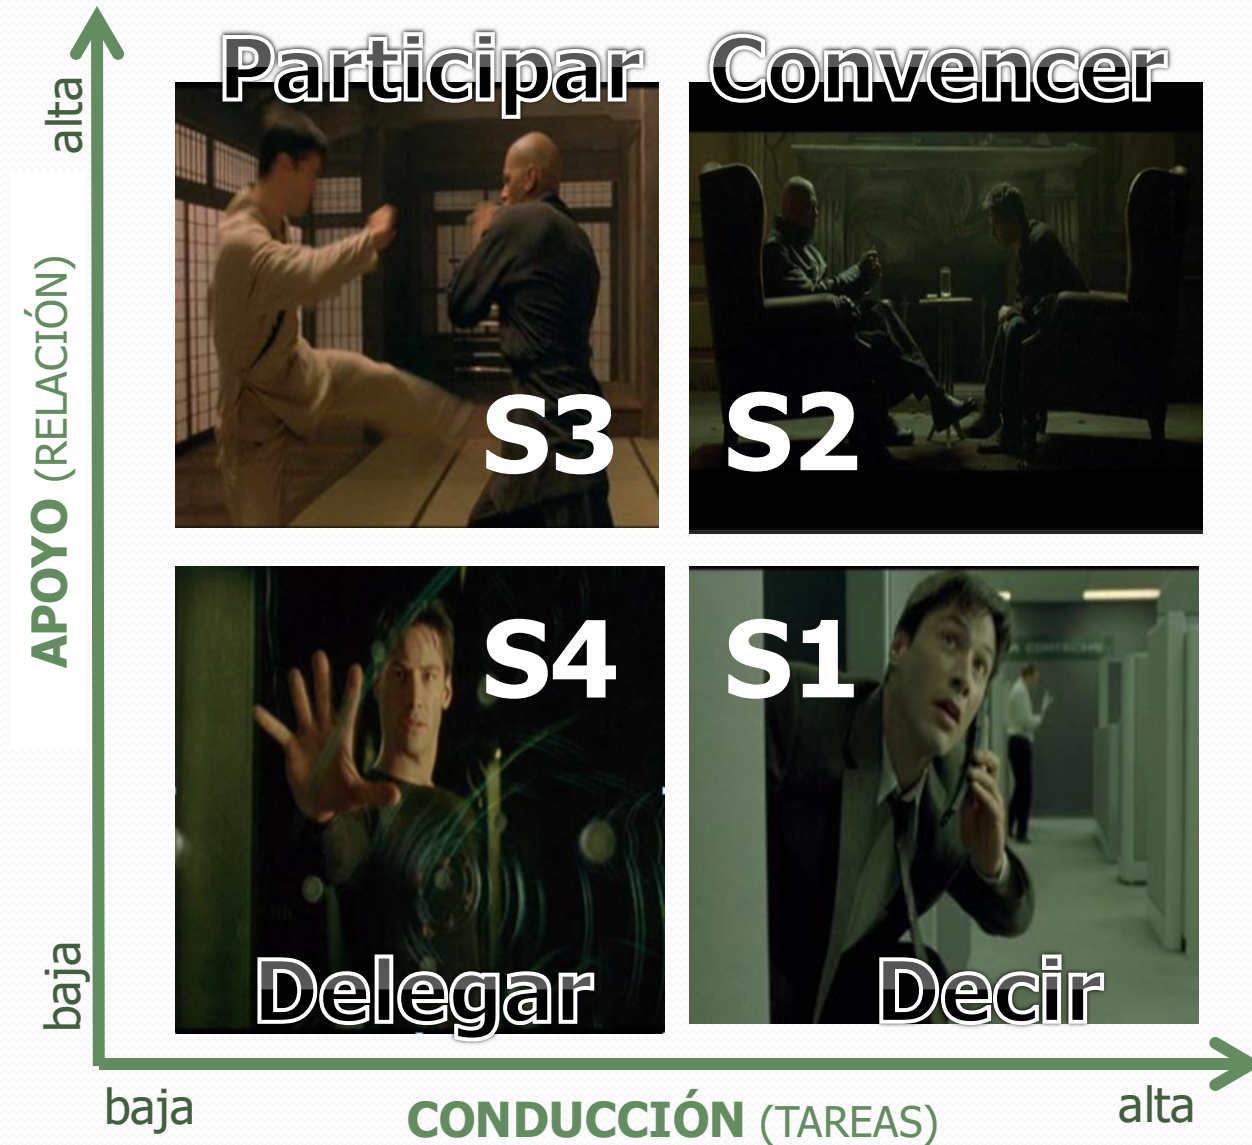 Participar
Convencer
alta
APOYO (RELACIÓN)
S3
S2
S4
S1
Delegar
Decir
baja
baja
CONDUCCIÓN (TAREAS)
alta